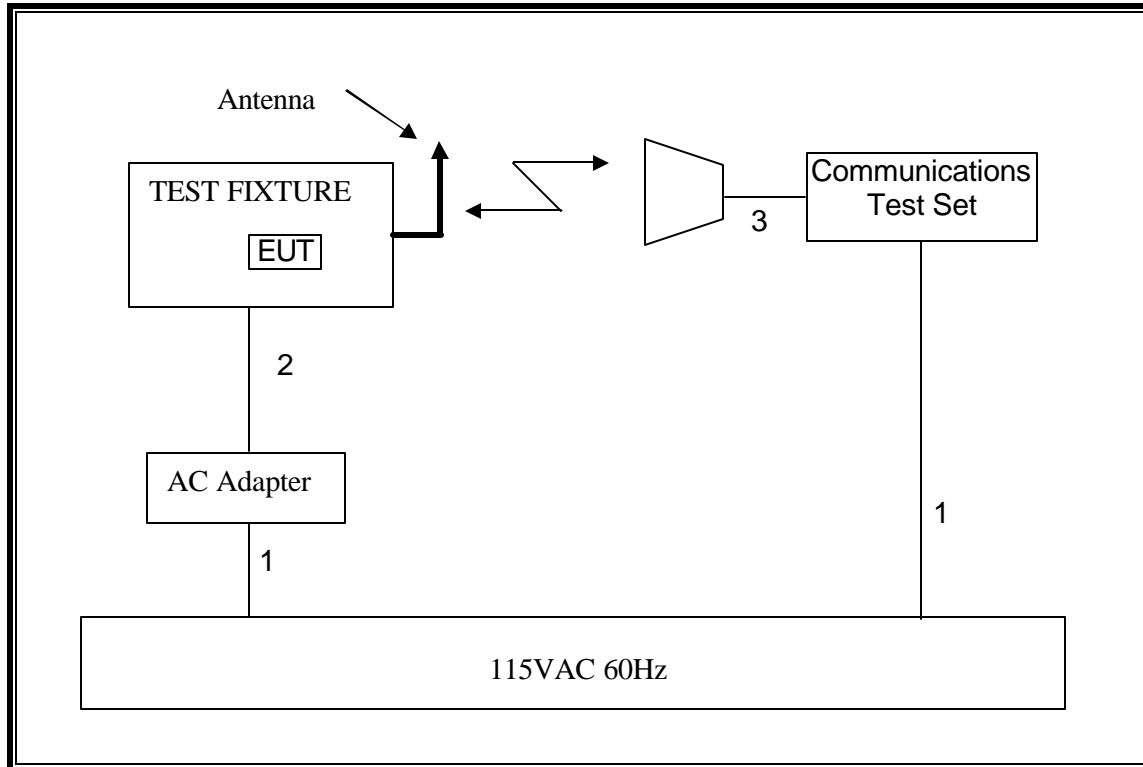 Antenna
TEST FIXTURE
EUT
Communications
Test Set
3
2
AC Adapter
1
1
115VAC 60Hz